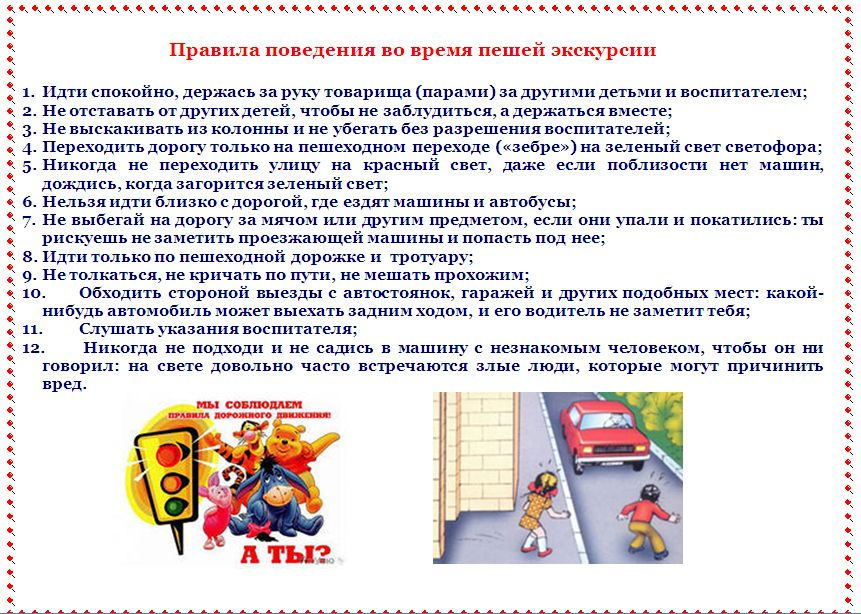 Правила поведения во время пешей экскурсии
1. Идти спокойно, держась за руку товарища (парами) за другими детьми и воспитателем;
2. Не отставать от других детей, чтобы не заблудиться, а держаться вместе;
3. Не выскакивать из колонны и не убегать без разрешения воспитателей;
4. Переходить дорогу только на пешеходном переходе («зебре») на зеленый свет светофора;
5. Никогда не переходить улицу на красный свет, даже если поблизости нет машин,
дождись, когда загорится зеленый свет;
6. Нельзя идти близко с дорогой, где ездят машины и автобусы;
7. Не выбегай на дорогу за мячом или другим предметом, если они упали и покатились: ты
рискуешь не заметить проезжающей машины и попасть под нее;
8. Идти только по пешеходной дорожке и тротуару;
9. Не толкаться, не кричать по пути, не мешать прохожим;
10. Обходить стороной выезды с автостоянок, гаражей и других подобных мест: какой-
нибудь автомобиль может выехать задним ходом, и его водитель не заметит тебя;
11. Слушать указания воспитателя;
12. Никогда не подходи и не садись в машину с незнакомым человеком, чтобы он ни
говорил: на свете довольно часто встречаются злые люди, которые могут причинить
вред.
МЫ СОБЛЮДАЕМ
ПРАВИЛА ДОРОЖНОГО ДВИЖЕНИЯ!
А ТЫ?